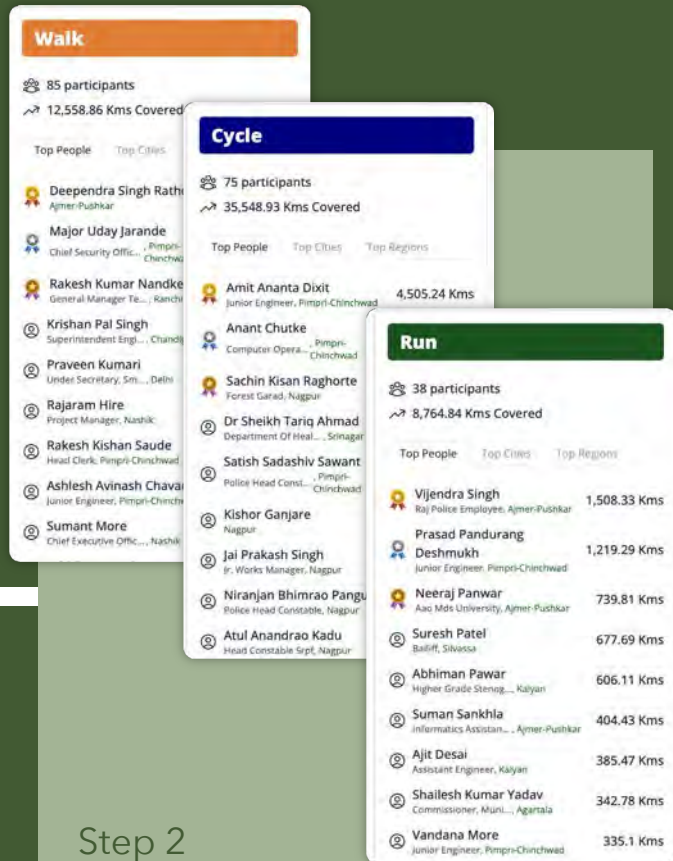 Walk
85 participants
12,558.86 Kms Covered
Top People Top Cities
Deependra Singh
Ajmer-Pushkar
Major Uday Jarande
Chief Security Offic... , Pimpri-
Chinchwad
Rakesh Kumar
General Manager Te... , Ranchi
Krishan Pal Singh
Superintendent Engi... ,
Praveen Kumari
Under Secretary, Sm... , Delhi
Rajaram Hire
Project Manager, Nashik
Rakesh Kishan Saude
Head Clerk, Pimpri-Chinchwad
Ashlesh Avinash
Junior Engineer,
Sumant More
Chief Executive Offic... , Nashik
Cycle
75 participants
35,548.93 Kms Covered
Top People Top Cities Top Regions
Amit Ananta Dixit 4,505.24 Kms
Junior Engineer, Pimpri-Chinchwad
Anant Chutke
Computer Opera... , Pimpri-
Chinchwad
Sachin Kisan Raghorte
Forest Garad, Nagpur
Dr Sheikh Tariq Ahmad
Department Of Heal... , Srinagar
Satish Sadashiv Sawant
Police Head Const... , Pimpri-
Chinchwad
Kishor Ganjare
Nagpur
Jai Prakash Singh
Jr. Works Manager, Nagpur
Niranjan Bhimrao
Police Head Constable, Nagpur
Atul Anandrao Kadu
Head Constable Srpf, Nagpur
Run
38 participants
8,764.84 Kms Covered
Top People Top Cities Top Regions
Vijendra Singh 1,508.33 Kms
Raj Police Employee, Ajmer-Pushkar
Prasad Pandurang
Deshmukh 1,219.29 Kms
Junior Engineer, Pimpri-Chinchwad
Neeraj Panwar 739.81 Kms
Aao Mds University, Ajmer-Pushkar
Suresh Patel 677.69 Kms
Bailiff, Silvassa
Abhiman Pawar 606.11 Kms
Higher Grade Stenog... , Kalyan
Suman Sankhla 404.43 Kms
Informatics Assistan... , Ajmer-Pushkar
Ajit Desai 385.47 Kms
Assistant Engineer, Kalyan
Shailesh Kumar Yadav 342.78 Kms
Commissioner, Muni... , Agartala
Vandana More 335.1 Kms
Junior Engineer, Pimpri-Chinchwad
Step 2